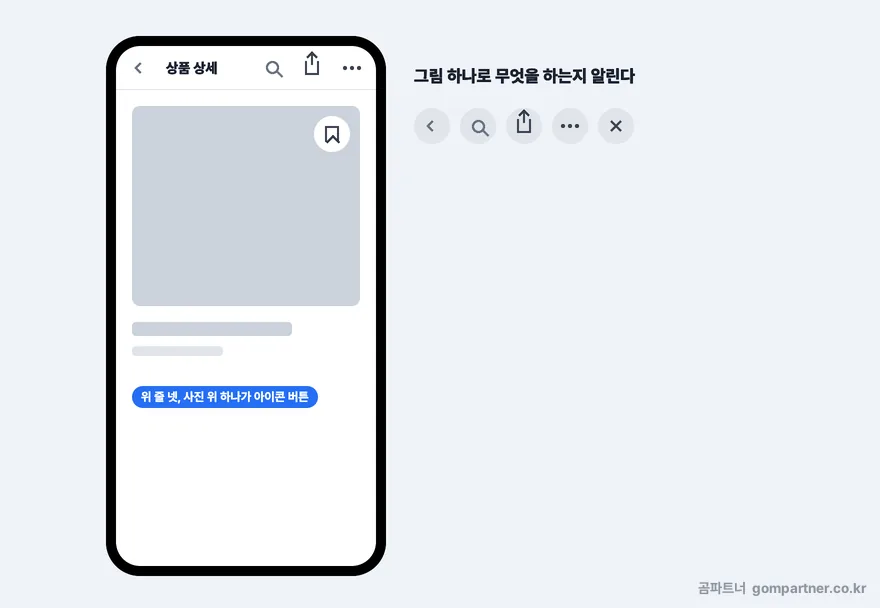 상품 상세
그림 하나로 무엇을 하는지 알린다
위 줄 넷, 사진 위 하나가 아이콘 버튼
곰파트너 gompartner.co.kr